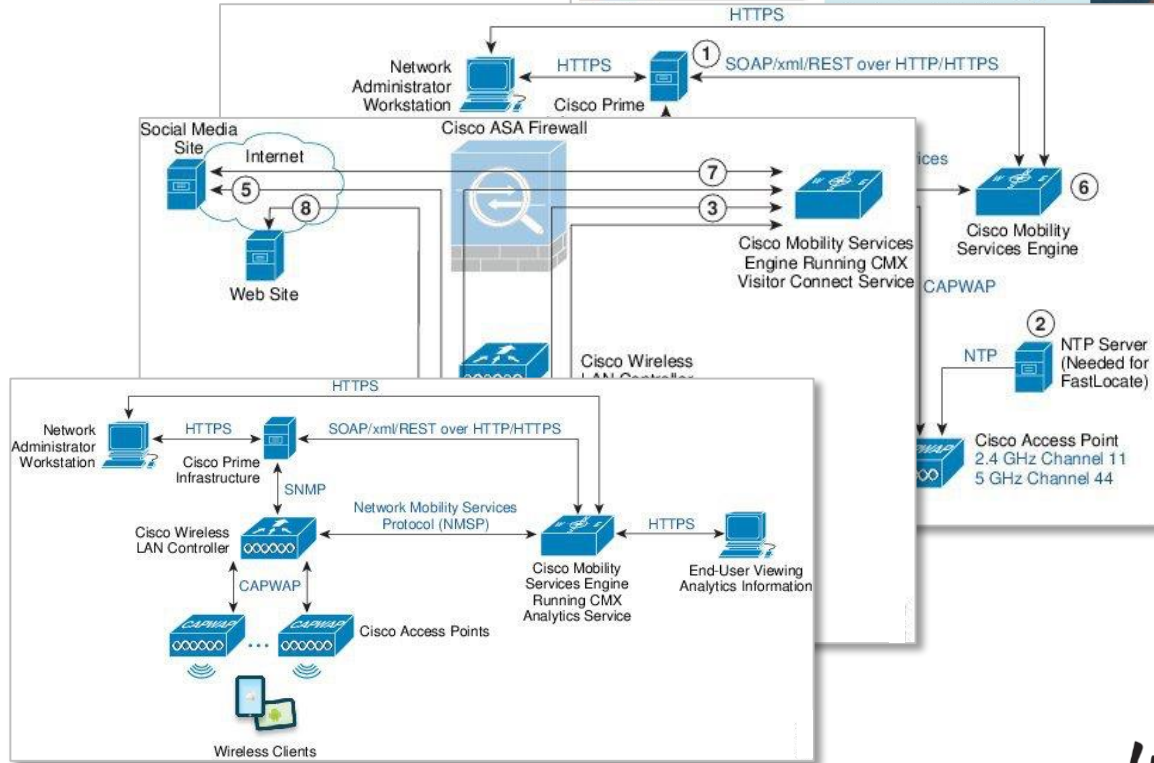 HTTPS
Network
Administrator
Workstation
HTTPS
1
SOAP/xml/REST over HTTP/HTTPS
Cisco Prime
6
Cisco Mobility
Services Engine
CAPWAP
2
NTP Server
(Needed for
FastLocate)
NTP
Cisco Access Point
2.4 GHz Channel 11
5 GHz Channel 44
Social Media
Site
Internet
Cisco ASA Firewall
5
7
8
3
Web Site
Cisco Mobility Services
Engine Running CMX
Visitor Connect Service
Cisco Wireless
LAN Controller
HTTPS
Network
Administrator
Workstation
HTTPS
SOAP/xml/REST over HTTP/HTTPS
Cisco Prime
Infrastructure
SNMP
Network Mobility Services
Protocol (NMSP)
HTTPS
Cisco Wireless
LAN Controller
Cisco Mobility
Services Engine
Running CMX
Analytics Service
End-User Viewing
Analytics Information
CAPWAP
CAPWAP
CAPWAP
...
Cisco Access Points
Wireless Clients